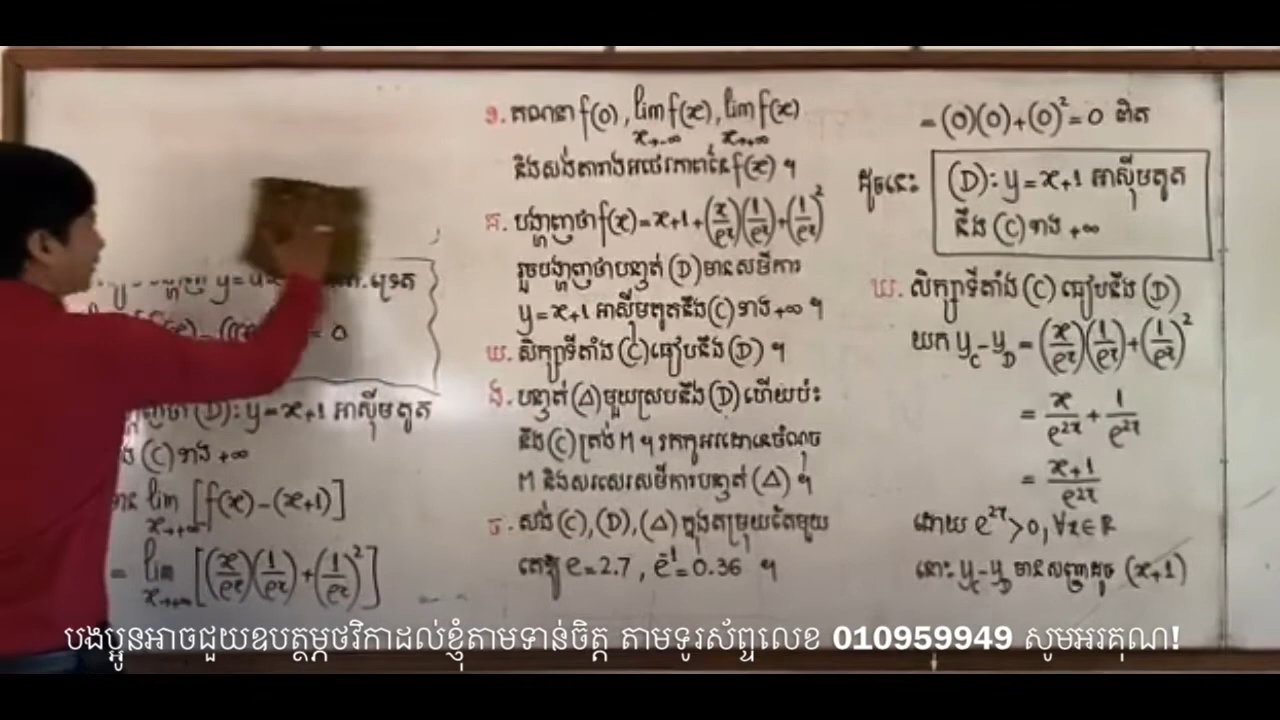 y = 
= 0
(D) : y = x+1 អាស៊ីមតូត
(C) ខាង +∞
មាន lim x→+∞ [f(x)-(x+1)]
= lim x→+∞ [(x/eˣ)(1/eˣ)+(1/eˣ)²]
១. គណនា f(0), lim x→-∞ f(x), lim x→+∞ f(x)
និងសង់តារាងអថេរភាពនៃ f(x) ។
គ. បង្ហាញថា f(x) = x+1+(x/eˣ)(1/eˣ)+(1/eˣ)²
រួចបង្ហាញថាបន្ទាត់ (D) មានសមីការ
y = x+1 អាស៊ីមតូតនឹង (C) ខាង +∞ ។
ឃ. សិក្សាទីតាំង (C) ធៀបនឹង (D) ។
ង. បន្ទាត់ (Δ) មួយស្របនឹង (D) ហើយប៉ះ
នឹង (C) ត្រង់ M ។ រកកូអរដោនេចំណុច
M និងសរសេរសមីការបន្ទាត់ (Δ) ។
ច. សង់ (C), (D), (Δ) ក្នុងតម្រុយតែមួយ
គេឱ្យ e = 2.7 , e⁻¹ = 0.36 ។
= (0)(0)+(0)² = 0 ពិត
ដូចនេះ (D) : y = x+1 អាស៊ីមតូត
នឹង (C) ខាង +∞
ឃ. សិក្សាទីតាំង (C) ធៀបនឹង (D)
យក y_C - y_D = (x/eˣ)(1/eˣ)+(1/eˣ)²
= x/e²ˣ + 1/e²ˣ
= (x+1)/e²ˣ
ដោយ e²ˣ > 0, ∀x ∈ ℝ
នោះ y_C - y_D មានសញ្ញាដូច (x+1)
បងប្អូនអាចជួយឧបត្ថម្ភថវិកាដល់ខ្ញុំតាមទាន់ចិត្ត តាមទូរស័ព្ទលេខ 010959949 សូមអរគុណ!